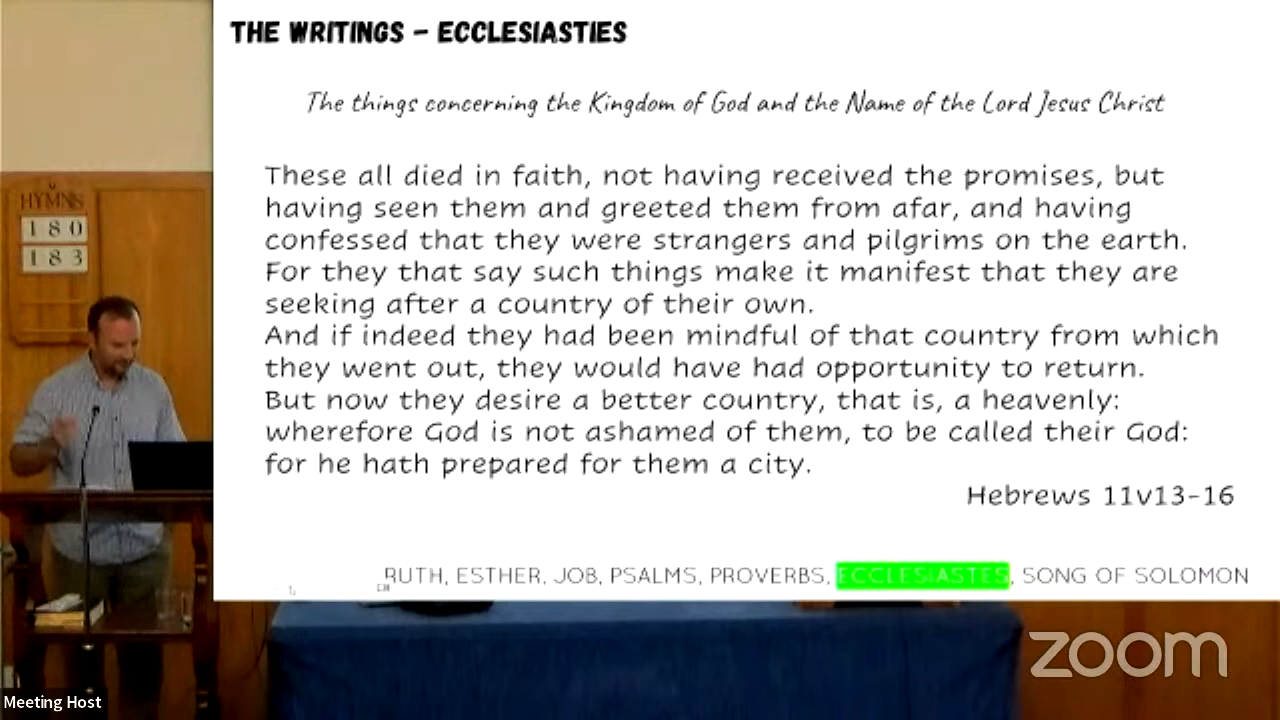 THE WRITINGS - ECCLESIASTIES
The things concerning the Kingdom of God and the Name of the Lord Jesus Christ
These all died in faith, not having received the promises, but
having seen them and greeted them from afar, and having
confessed that they were strangers and pilgrims on the earth.
For they that say such things make it manifest that they are
seeking after a country of their own.
And if indeed they had been mindful of that country from which
they went out, they would have had opportunity to return.
But now they desire a better country, that is, a heavenly:
wherefore God is not ashamed of them, to be called their God:
for he hath prepared for them a city.
Hebrews 11v13-16
RUTH, ESTHER, JOB, PSALMS, PROVERBS, ECCLESIASTES, SONG OF SOLOMON
HYMNS
180
183
zoom
Meeting Host